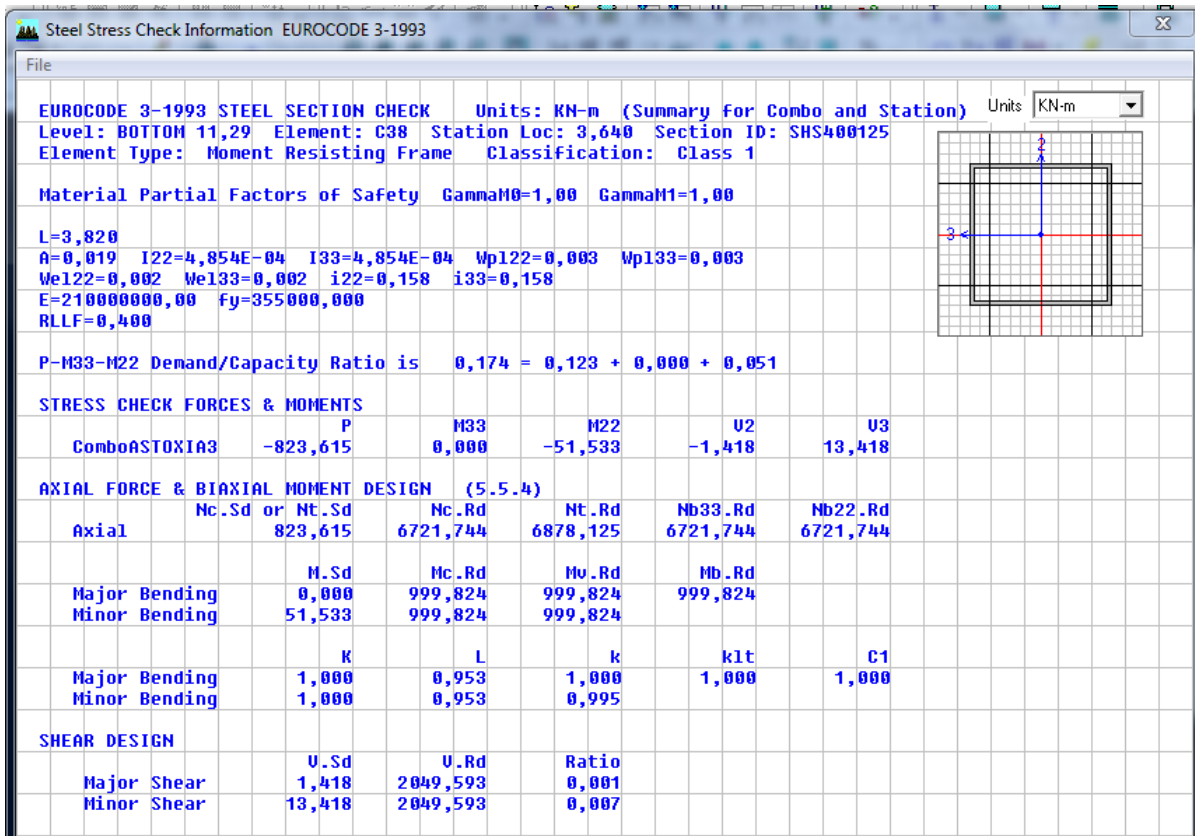 Steel Stress Check Information EUROCODE 3-1993
File
EUROCODE 3-1993 STEEL SECTION CHECK Units: KN-m (Summary for Combo and Station) Units KN-m
Level: BOTTOM 11,29 Element: C38 Station Loc: 3,640 Section ID: SHS400125
Element Type: Moment Resisting Frame Classification: Class 1
2
Material Partial Factors of Safety GammaM0=1,00 GammaM1=1,00
L=3,820
3
A=0,019 I22=4,854E-04 I33=4,854E-04 Wpl22=0,003 Wpl33=0,003
Wel22=0,002 Wel33=0,002 i22=0,158 i33=0,158
E=210000000,00 fy=355000,000
RLLF=0,400
P-M33-M22 Demand/Capacity Ratio is 0,174 = 0,123 + 0,000 + 0,051
STRESS CHECK FORCES & MOMENTS
P M33 M22 V2 V3
ComboASTOXIA3 -823,615 0,000 -51,533 -1,418 13,418
AXIAL FORCE & BIAXIAL MOMENT DESIGN (5.5.4)
Nc.Sd or Nt.Sd Nc.Rd Nt.Rd Nb33.Rd Nb22.Rd
Axial 823,615 6721,744 6878,125 6721,744 6721,744
M.Sd Mc.Rd Mv.Rd Mb.Rd
Major Bending 0,000 999,824 999,824 999,824
Minor Bending 51,533 999,824 999,824
K L k klt C1
Major Bending 1,000 0,953 1,000 1,000 1,000
Minor Bending 1,000 0,953 0,995
SHEAR DESIGN
V.Sd V.Rd Ratio
Major Shear 1,418 2049,593 0,001
Minor Shear 13,418 2049,593 0,007